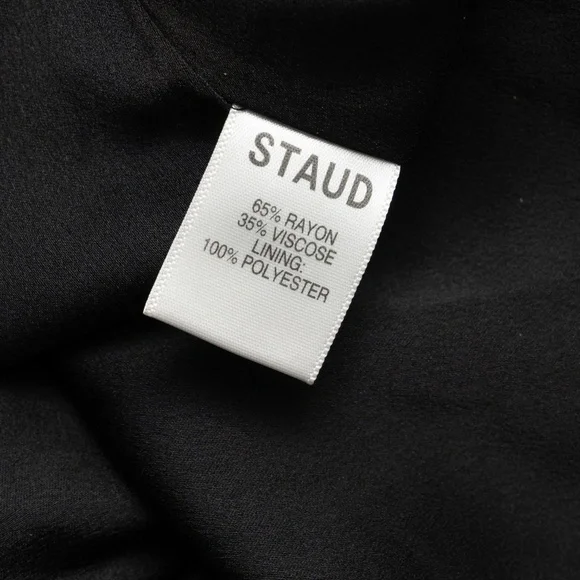 STAUD
65% RAYON
35% VISCOSE
LINING:
100% POLYESTER